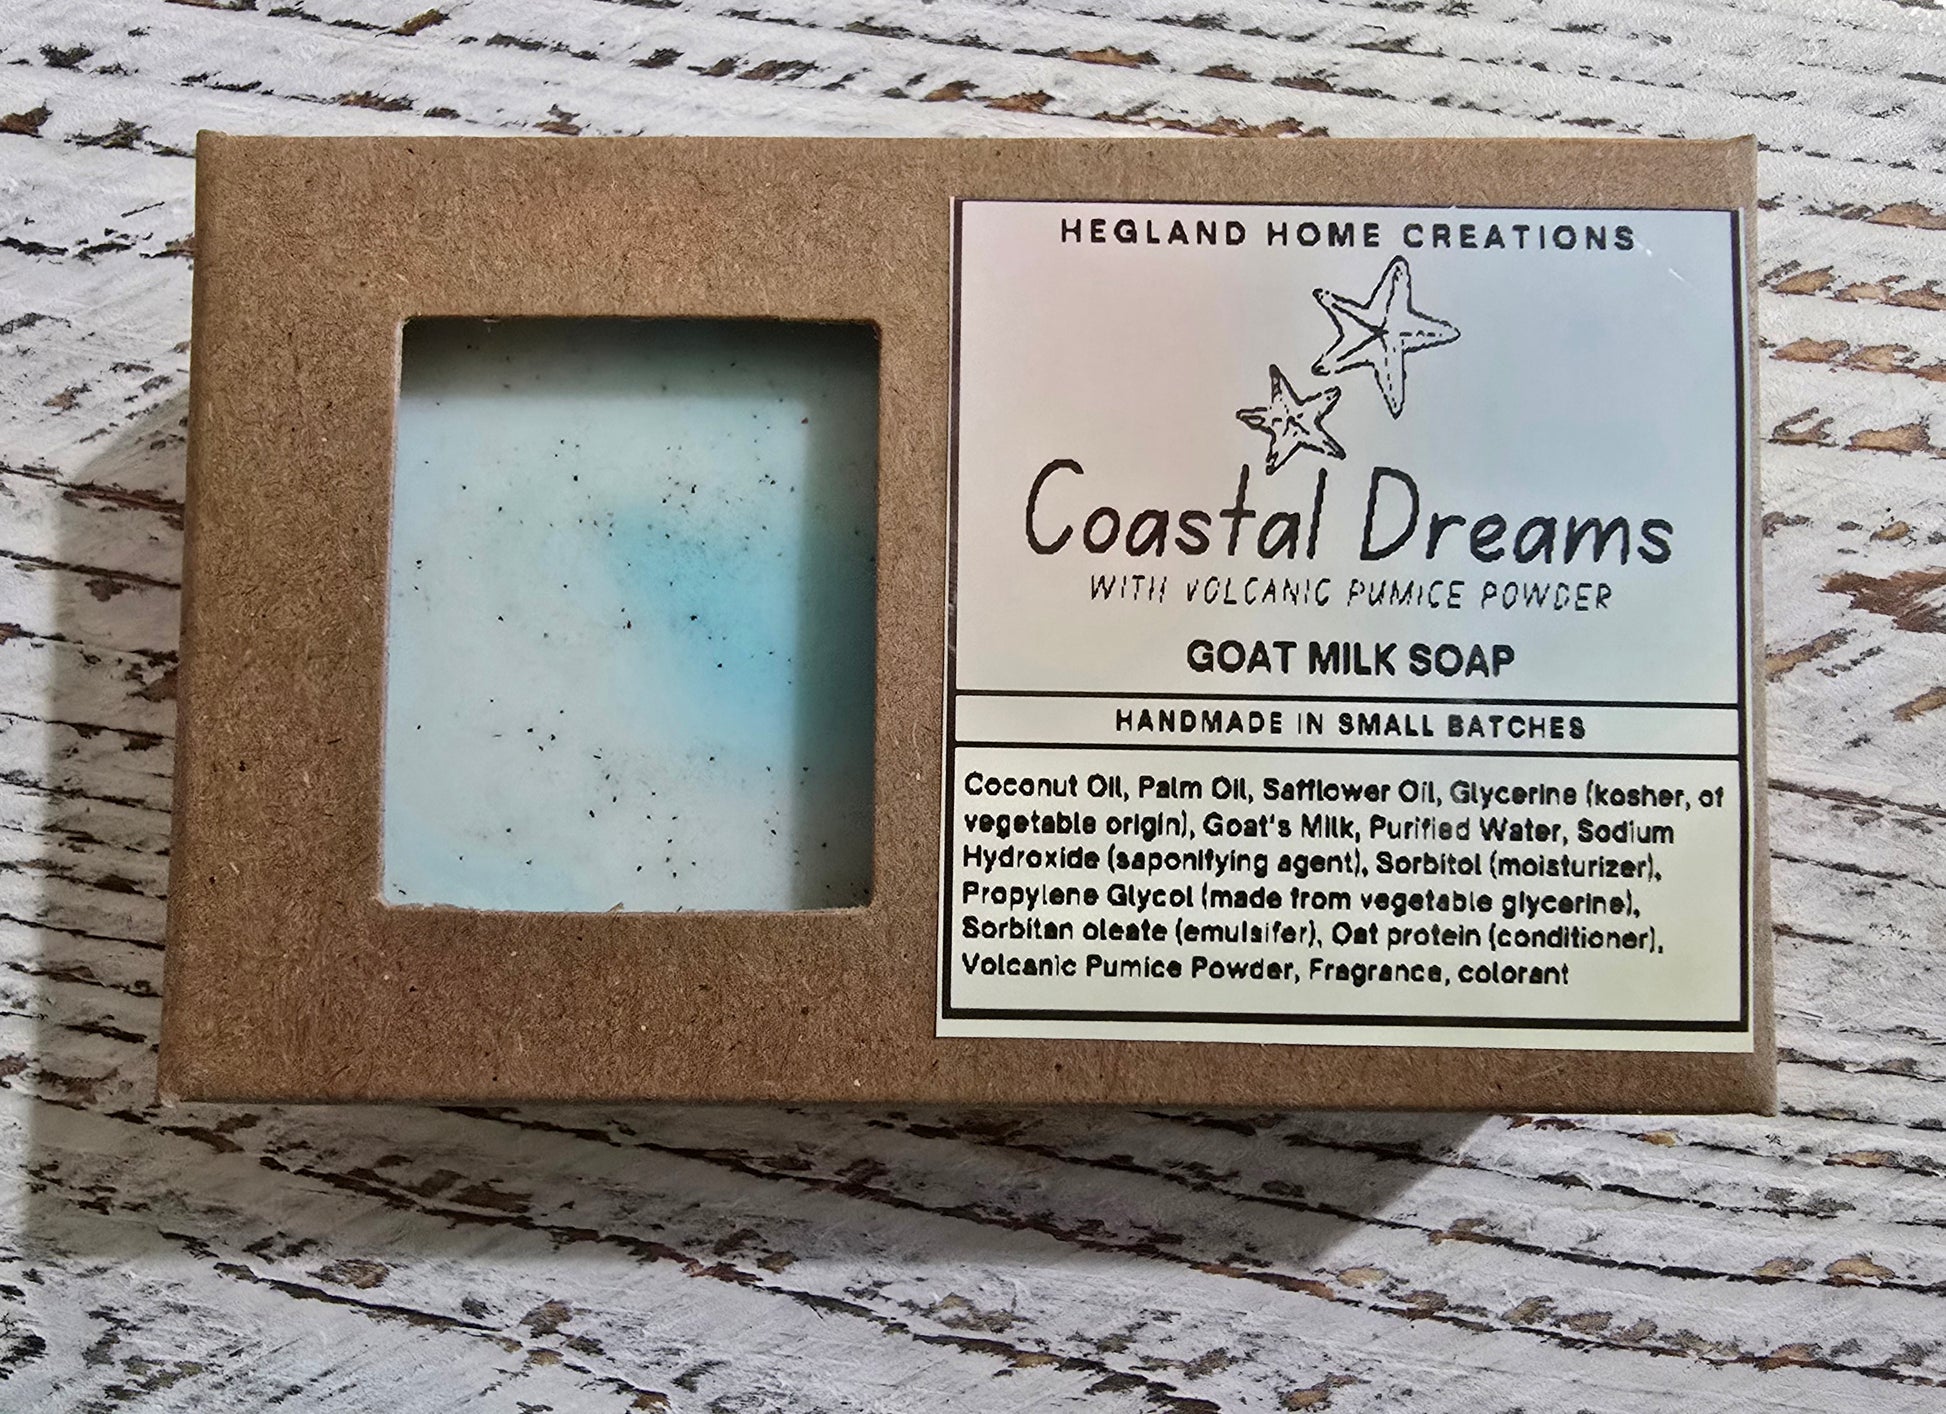 HEGLAND HOME CREATIONS
Coastal Dreams
WITH VOLCANIC PUMICE POWDER
GOAT MILK SOAP
HANDMADE IN SMALL BATCHES
Coconut Oil, Palm Oil, Safflower Oil, Glycerine (kosher, of
vegetable origin), Goat's Milk, Purified Water, Sodium
Hydroxide (saponifying agent), Sorbitol (moisturizer),
Propylene Glycol (made from vegetable glycerine),
Sorbitan oleate (emulsifer), Oat protein (conditioner),
Volcanic Pumice Powder, Fragrance, colorant